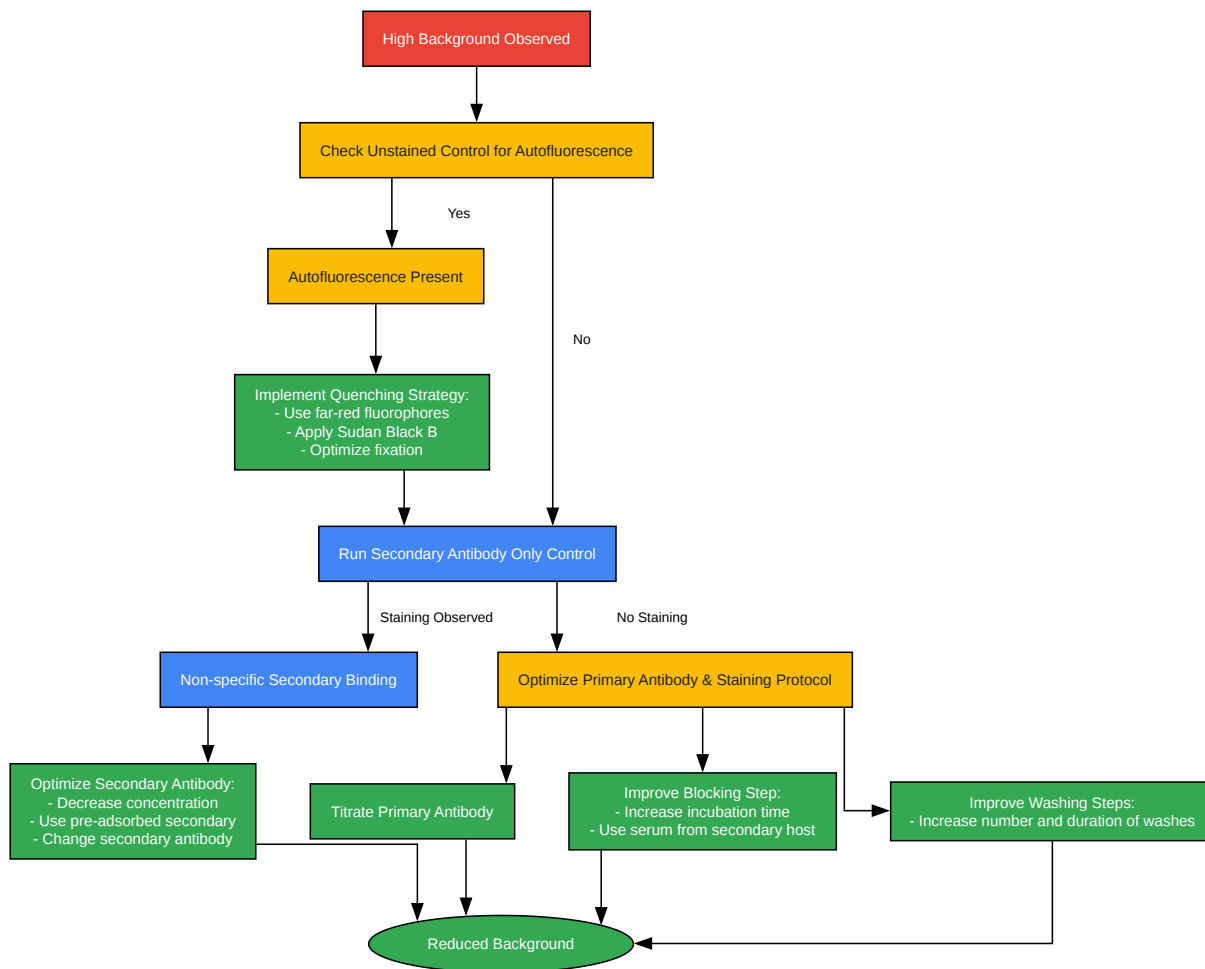 High Background Observed
Check Unstained Control for Autofluorescence
Yes
Autofluorescence Present
No
Implement Quenching Strategy:
- Use far-red fluorophores
- Apply Sudan Black B
- Optimize fixation
Run Secondary Antibody Only Control
Staining Observed
No Staining
Non-specific Secondary Binding
Optimize Primary Antibody & Staining Protocol
Optimize Secondary Antibody:
- Decrease concentration
- Use pre-adsorbed secondary
- Change secondary antibody
Titrate Primary Antibody
Improve Blocking Step:
- Increase incubation time
- Use serum from secondary host
Improve Washing Steps:
- Increase number and duration of washes
Reduced Background